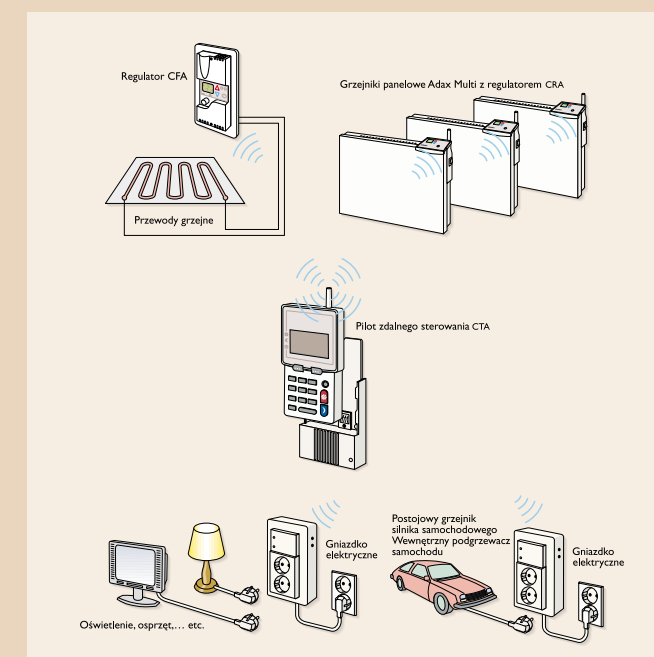 Regulator CFA
Grzejniki panelowe Adax Multi z regulatorem CRA
Przewody grzejne
Pilot zdalnego sterowania CTA
Gniazdko
elektryczne
Postojowy grzejnik
silnika samochodowego
Wewnętrzny podgrzewacz
samochodu
Gniazdko
elektryczne
Oświetlenie, osprzęt,... etc.